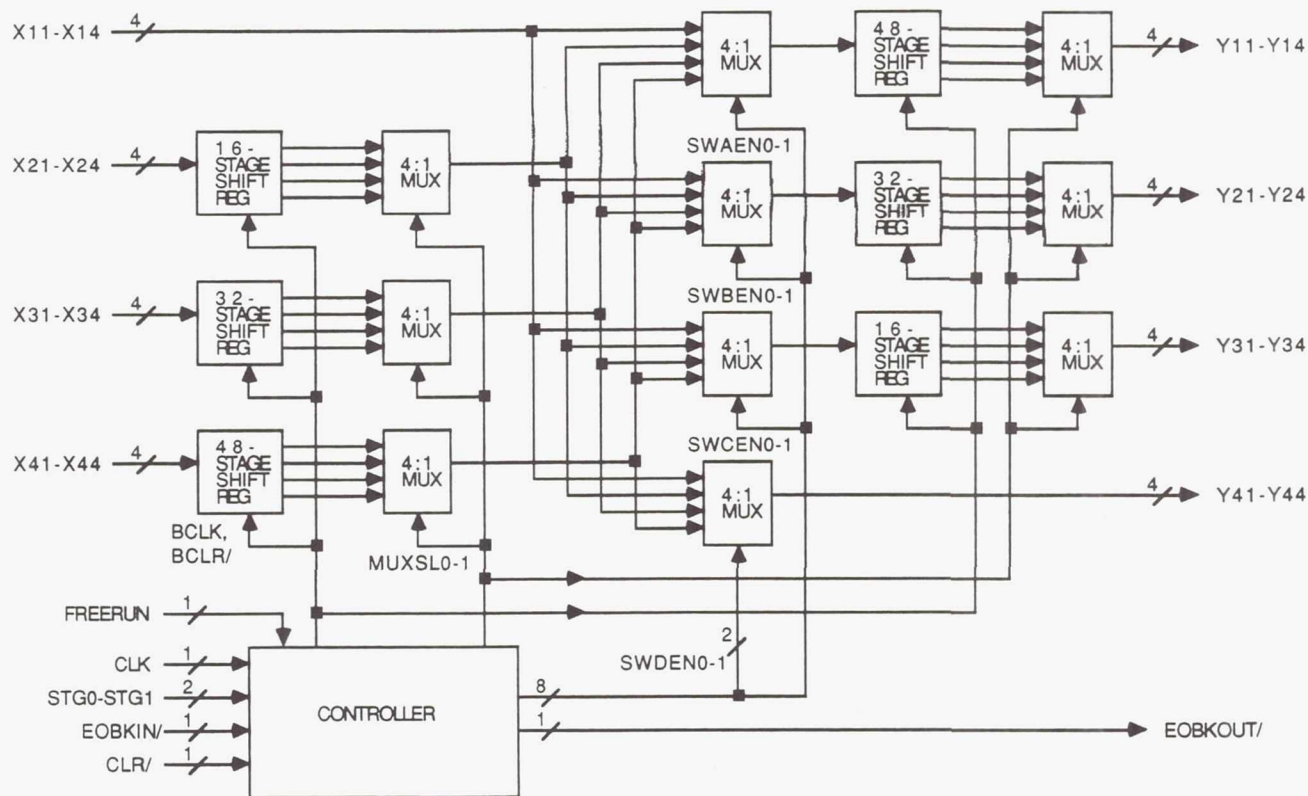 X11-X14
4
4:1
MUX
48-
STAGE
SHIFT
REG
4:1
MUX
4
Y11-Y14
SWAEN0-1
X21-X24
4
16-
STAGE
SHIFT
REG
4:1
MUX
4:1
MUX
32-
STAGE
SHIFT
REG
4:1
MUX
4
Y21-Y24
SWBEN0-1
X31-X34
4
32-
STAGE
SHIFT
REG
4:1
MUX
4:1
MUX
16-
STAGE
SHIFT
REG
4:1
MUX
4
Y31-Y34
SWCEN0-1
X41-X44
4
48-
STAGE
SHIFT
REG
4:1
MUX
4:1
MUX
4
Y41-Y44
BCLK,
BCLR/
MUXSL0-1
FREERUN
1
2
SWDEN0-1
CLK
1
STG0-STG1
2
EOBKIN/
1
CLR/
1
CONTROLLER
8
1
EOBKOUT/